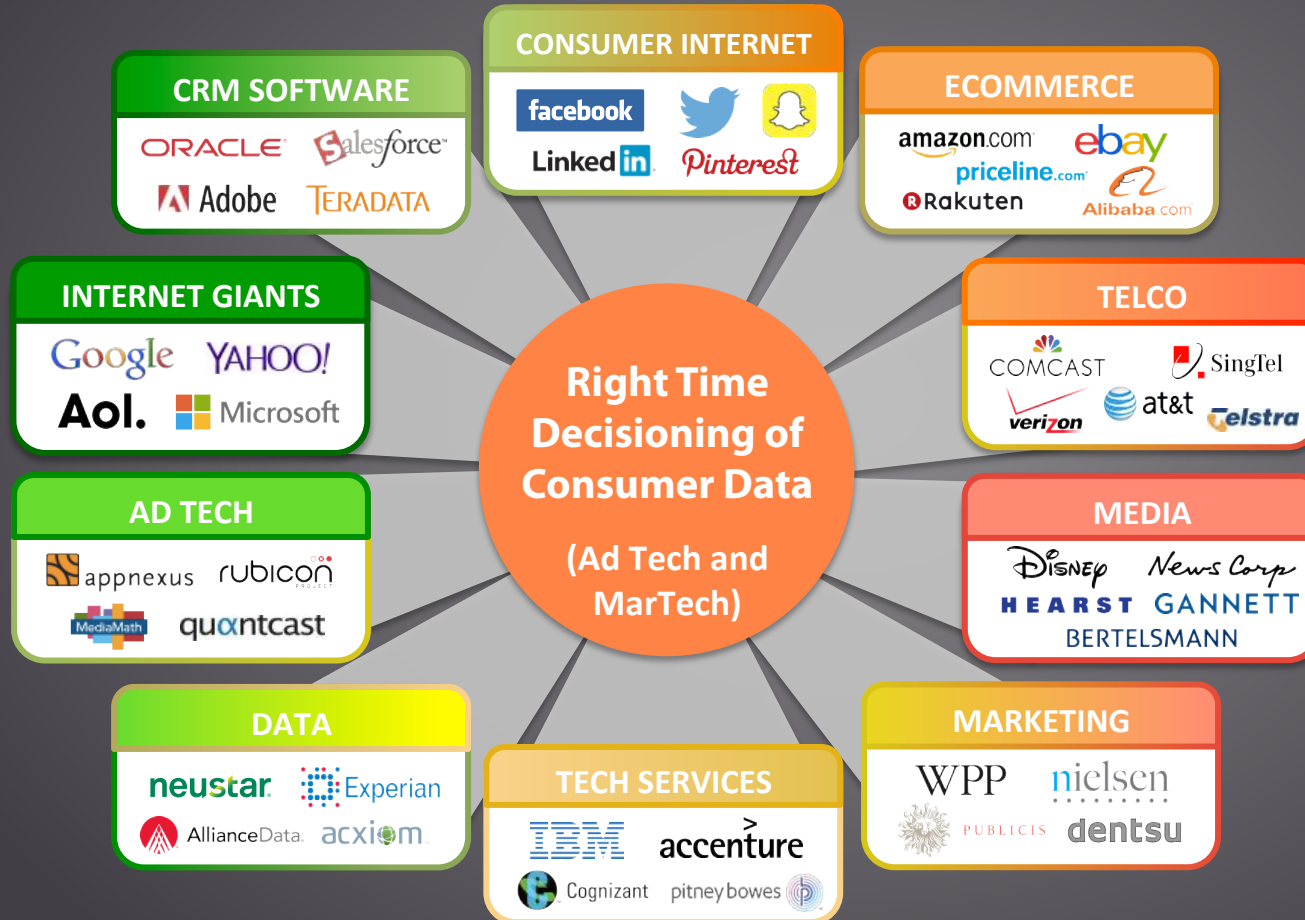 CONSUMER INTERNET
facebook
Linked in
Pinterest
CRM SOFTWARE
ORACLE
salesforce
Adobe
TERADATA
ECOMMERCE
amazon.com
ebay
priceline.com
Rakuten
Alibaba.com
INTERNET GIANTS
Google YAHOO!
Aol. Microsoft
TELCO
COMCAST
SingTel
verizon
at&t
Telstra
Right Time
Decisioning of
Consumer Data
(Ad Tech and
MarTech)
AD TECH
appnexus
rubicon
PROJECT
MediaMath
quantcast
MEDIA
Disney News Corp
HEARST GANNETT
BERTELSMANN
DATA
neustar Experian
AllianceData. acxiom
TECH SERVICES
IBM accenture
Cognizant pitney bowes
MARKETING
WPP nielsen
PUBLICIS dentsu